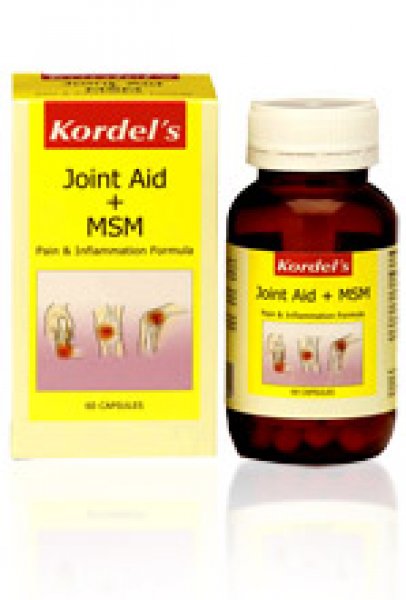 Kordel's
Joint Aid
+
MSM
Pain & Inflammation Formula
60 CAPSULES
Kordel's
Joint Aid + MSM
Pain & Inflammation Formula
60 CAPSULES